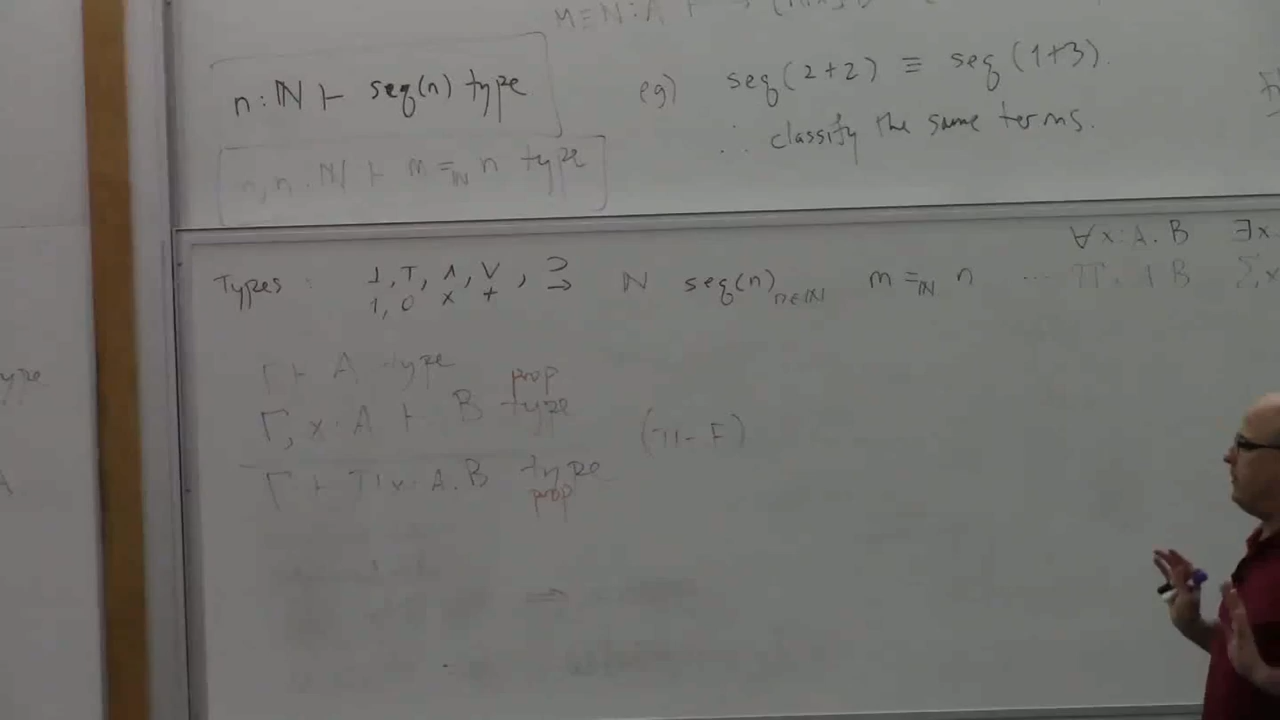 M≡N:A ⊢
n : ℕ ⊢ seq(n) type
eg) seq(2+2) ≡ seq(1+3).
∴ classify the same terms.
ℕ ⊢ m =ℕ n type
∀x:A.B ∃x:
Types : ⊥, ⊤, ∧, ∨, ⊃ ℕ seq(n) n∈ℕ m =ℕ n ...
1, 0 × + →
Γ ⊢ A type
prop
Γ, x:A ⊢ B type
(Π-F)
Γ ⊢ Πx:A.B type
prop